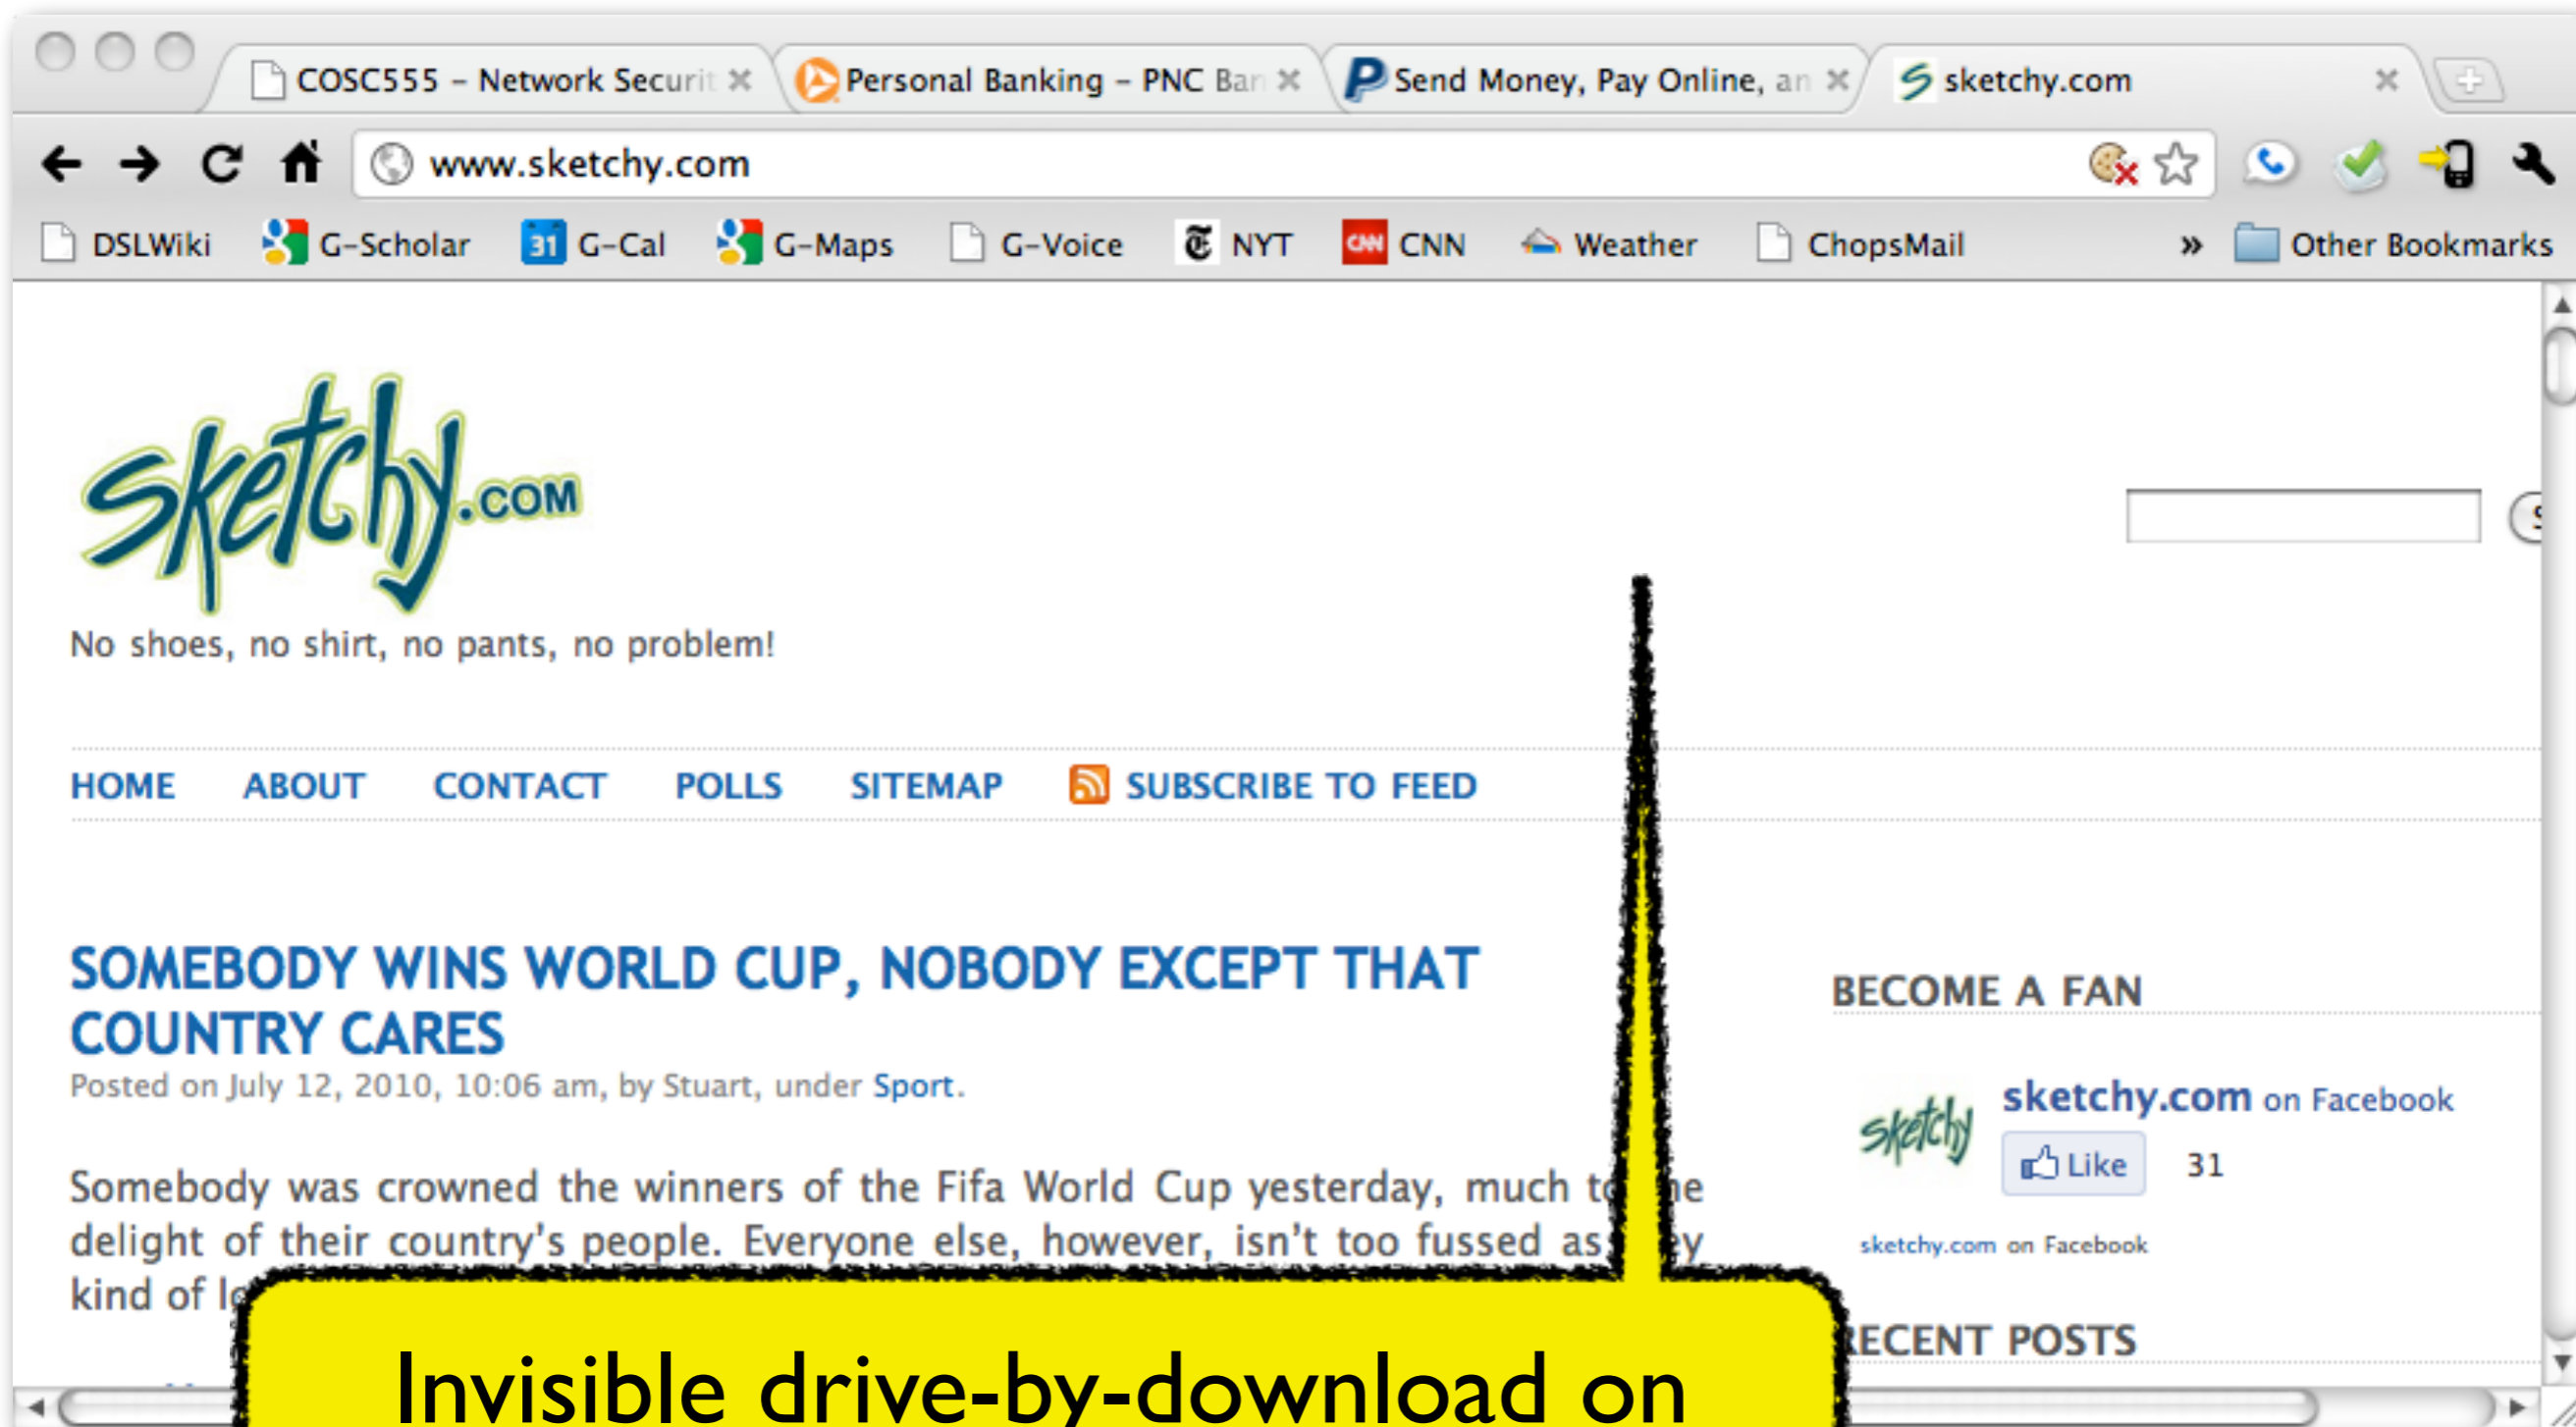 COSC555 – Network Securit
Personal Banking – PNC Ban
Send Money, Pay Online, an
sketchy.com
www.sketchy.com
DSLWiki
G-Scholar
31 G-Cal
G-Maps
G-Voice
NYT
CNN CNN
Weather
ChopsMail
»
Other Bookmarks
sketchy.com
No shoes, no shirt, no pants, no problem!
HOME ABOUT CONTACT POLLS SITEMAP SUBSCRIBE TO FEED
SOMEBODY WINS WORLD CUP, NOBODY EXCEPT THAT
COUNTRY CARES
Posted on July 12, 2010, 10:06 am, by Stuart, under Sport.
Somebody was crowned the winners of the Fifa World Cup yesterday, much
delight of their country's people. Everyone else, however, isn't too fussed as
kind of
BECOME A FAN
sketchy
sketchy.com on Facebook
Like 31
sketchy.com on Facebook
RECENT POSTS
Invisible drive-by-download on